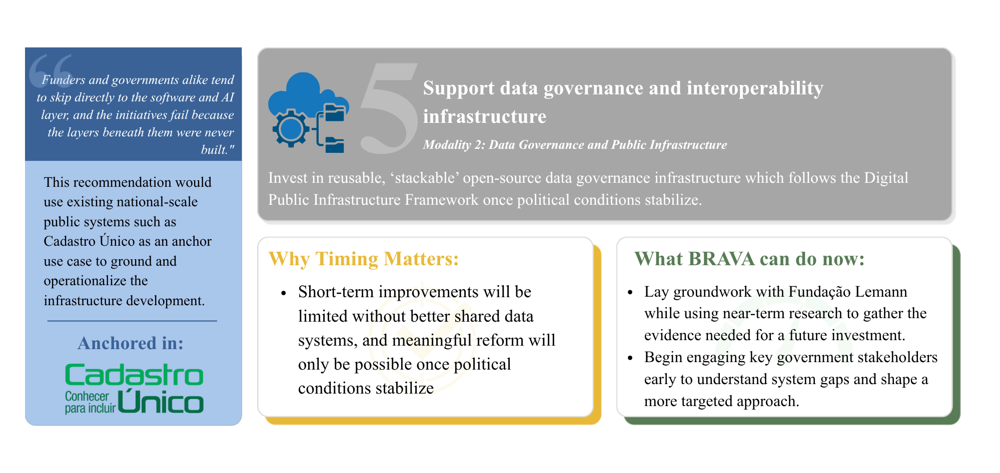 “
Funders and governments alike tend
to skip directly to the software and AI
layer, and the initiatives fail because
the layers beneath them were never
built."
This recommendation would
use existing national-scale
public systems such as
Cadastro Único as an anchor
use case to ground and
operationalize the
infrastructure development.
Anchored in:
Cadastro
Conhecer
para incluir
Único
5
Support data governance and interoperability
infrastructure
Modality 2: Data Governance and Public Infrastructure
Invest in reusable, ‘stackable’ open-source data governance infrastructure which follows the Digital
Public Infrastructure Framework once political conditions stabilize.
Why Timing Matters:
• Short-term improvements will be
limited without better shared data
systems, and meaningful reform will
only be possible once political
conditions stabilize
What BRAVA can do now:
• Lay groundwork with Fundação Lemann
while using near-term research to gather the
evidence needed for a future investment.
• Begin engaging key government stakeholders
early to understand system gaps and shape a
more targeted approach.